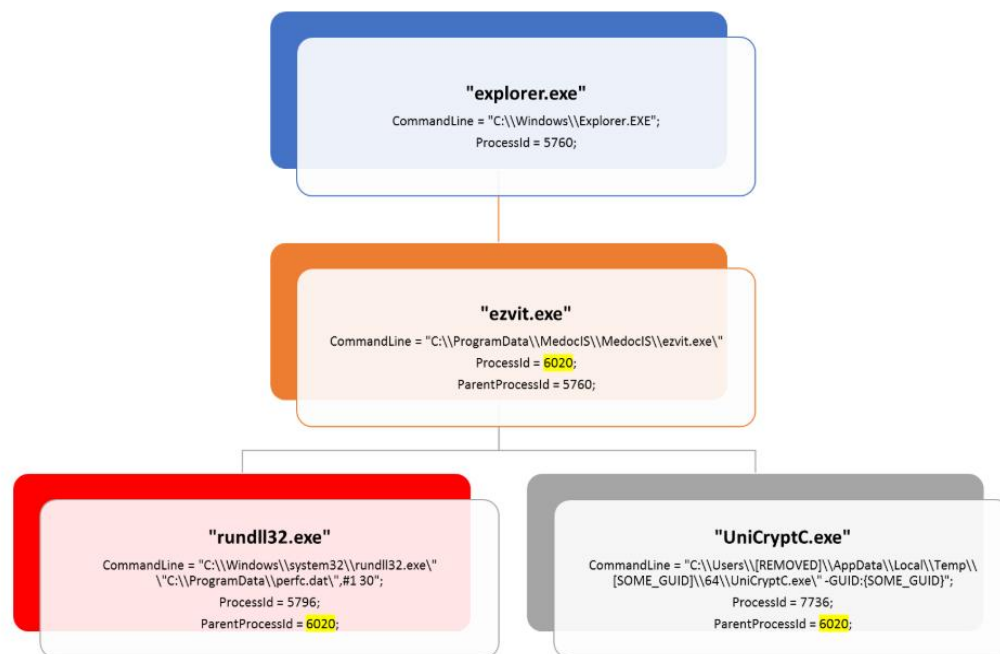 "explorer.exe"
CommandLine = "C:\\Windows\\Explorer.EXE";
ProcessId = 5760;
"ezvit.exe"
CommandLine = "C:\\ProgramData\\MedocIS\\MedocIS\\ezvit.exe\"
ProcessId = 6020;
ParentProcessId = 5760;
"rundll32.exe"
CommandLine = "C:\\Windows\\system32\\rundll32.exe\"
\"C:\\ProgramData\\perfc.dat\",#1 30";
ProcessId = 5796;
ParentProcessId = 6020;
"UniCryptC.exe"
CommandLine = "C:\\Users\\[REMOVED]\\AppData\\Local\\Temp\\
[SOME_GUID]\\64\\UniCryptC.exe\" -GUID:{SOME_GUID}";
ProcessId = 7736;
ParentProcessId = 6020;